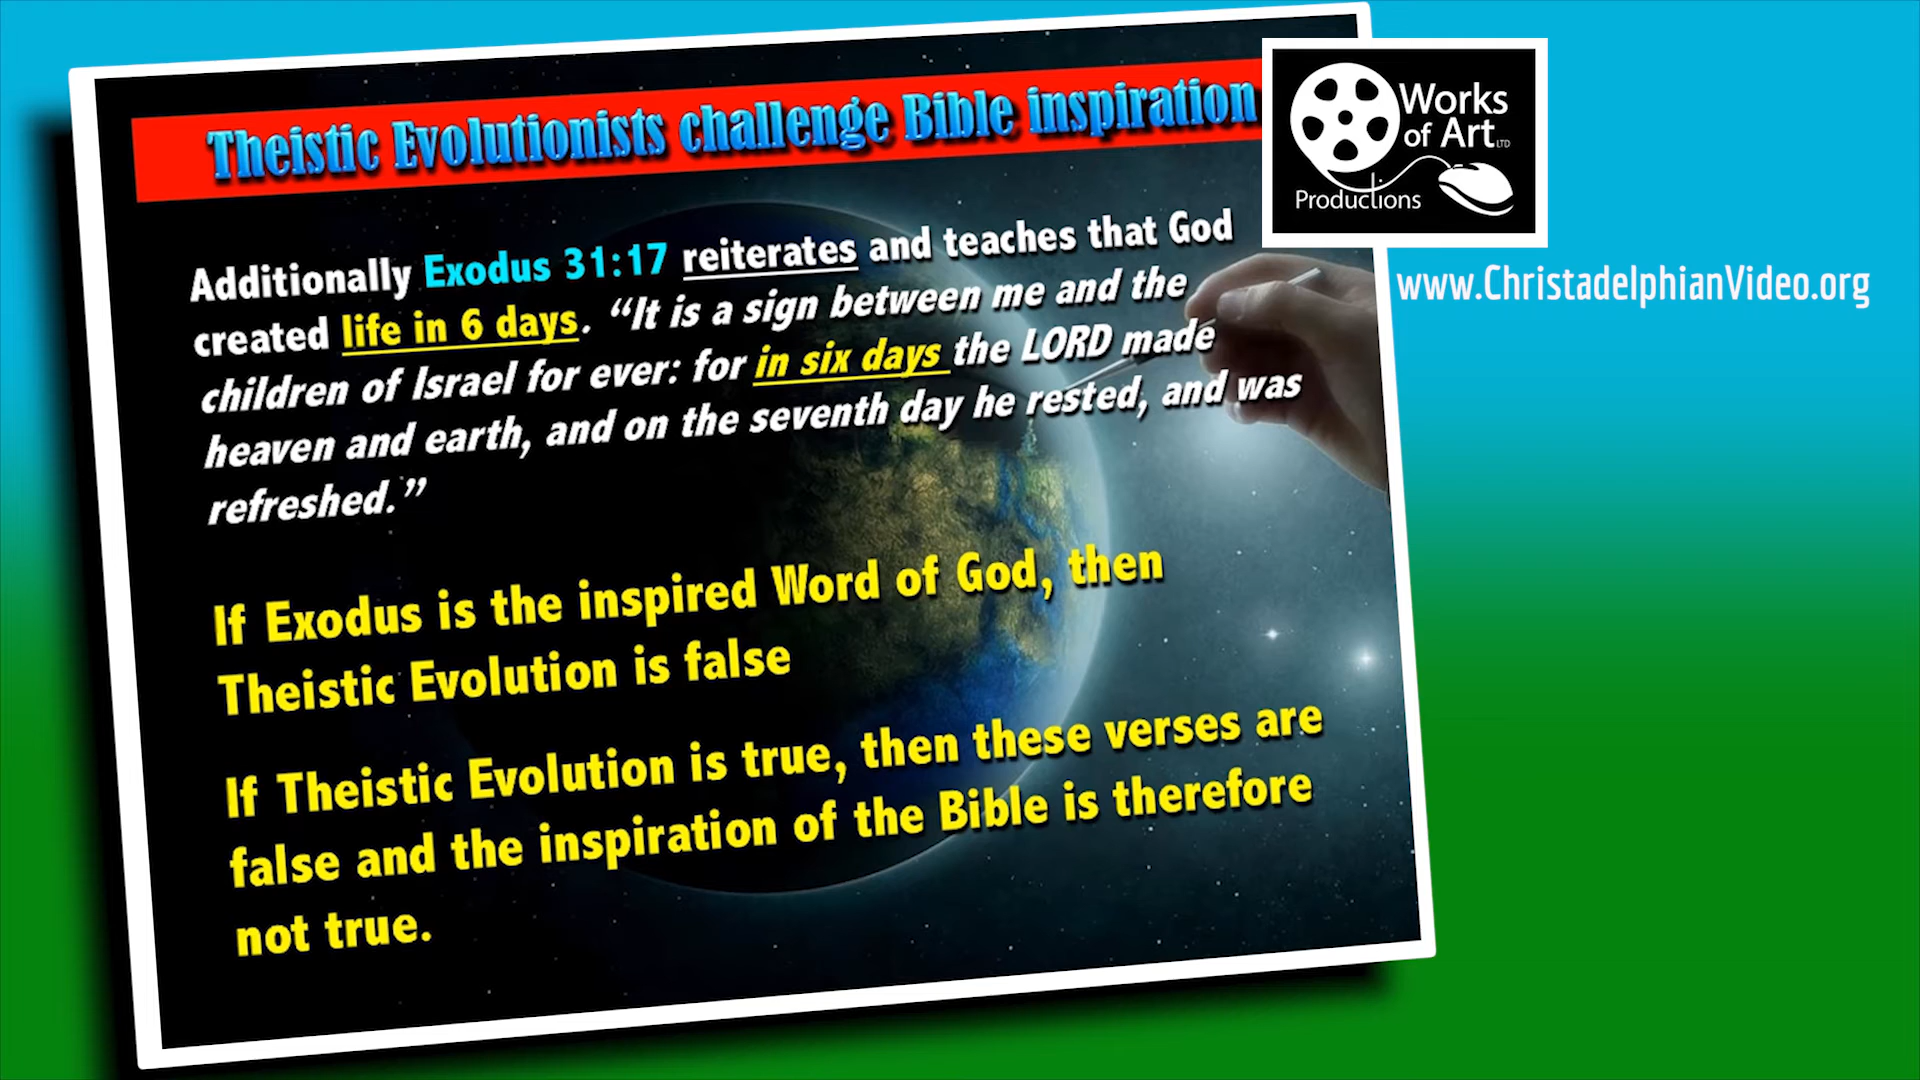 Theistic Evolutionists challenge Bible inspiration
Additionally Exodus 31:17 reiterates and teaches that God
created life in 6 days. “It is a sign between me and the
children of Israel for ever: for in six days the LORD made
heaven and earth, and on the seventh day he rested, and was
refreshed.”
If Exodus is the inspired Word of God, then
Theistic Evolution is false
If Theistic Evolution is true, then these verses are
false and the inspiration of the Bible is therefore
not true.
Works
of Art LTD
Productions
www.ChristadelphianVideo.org